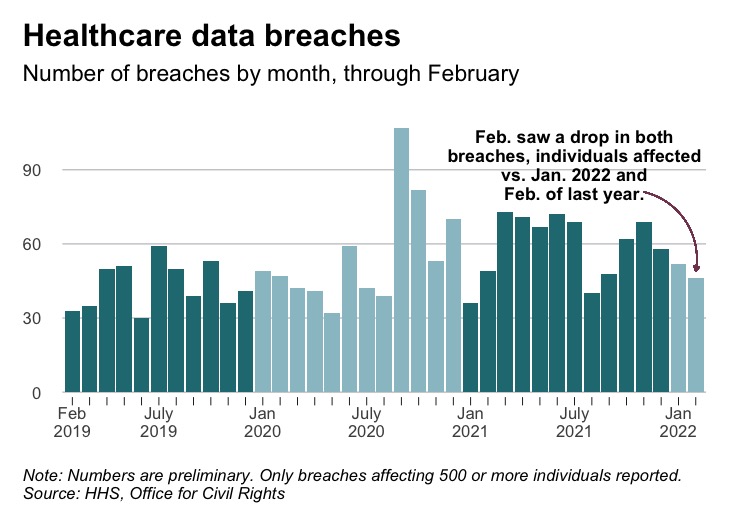 Healthcare data breaches
Number of breaches by month, through February
Feb. saw a drop in both
breaches, individuals affected
vs. Jan. 2022 and
Feb. of last year.
90
60
30
0
Feb 2019
July 2019
Jan 2020
July 2020
Jan 2021
July 2021
Jan 2022
Note: Numbers are preliminary. Only breaches affecting 500 or more individuals reported.
Source: HHS, Office for Civil Rights